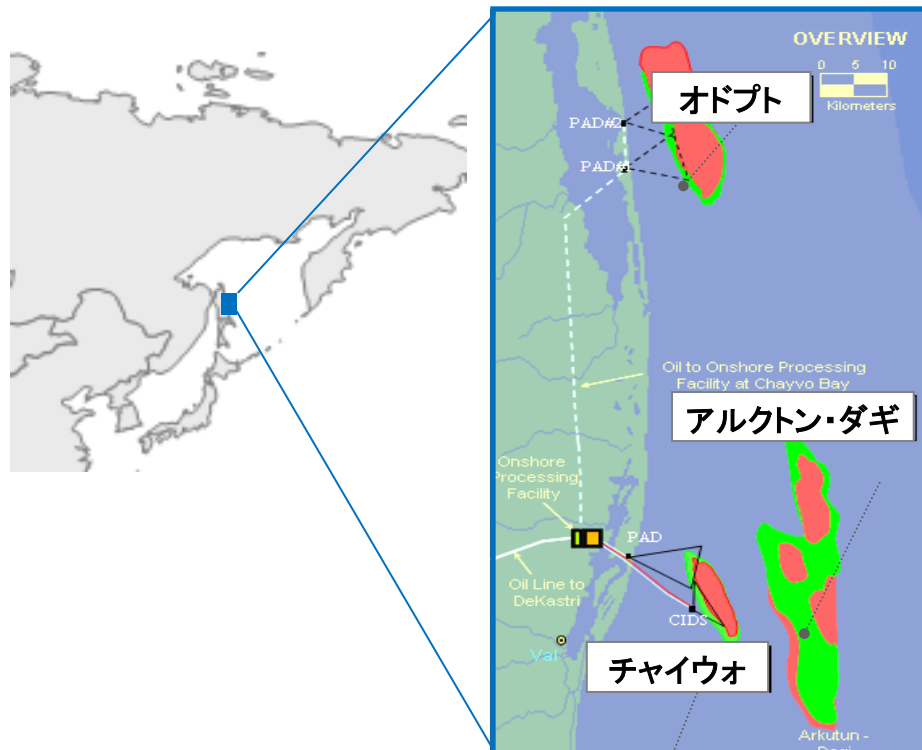 OVERVIEW
0 5 10
Kilometers
オドプト
PAD#2
PAD#1
Oil to Onshore Processing
Facility at Chayvo Bay
アルクトン・ダギ
Onshore
Processing
Facility
PAD
Oil Line to
DeKastri
CIDS
Val
チャイウォ
Arkutun -
Dagi